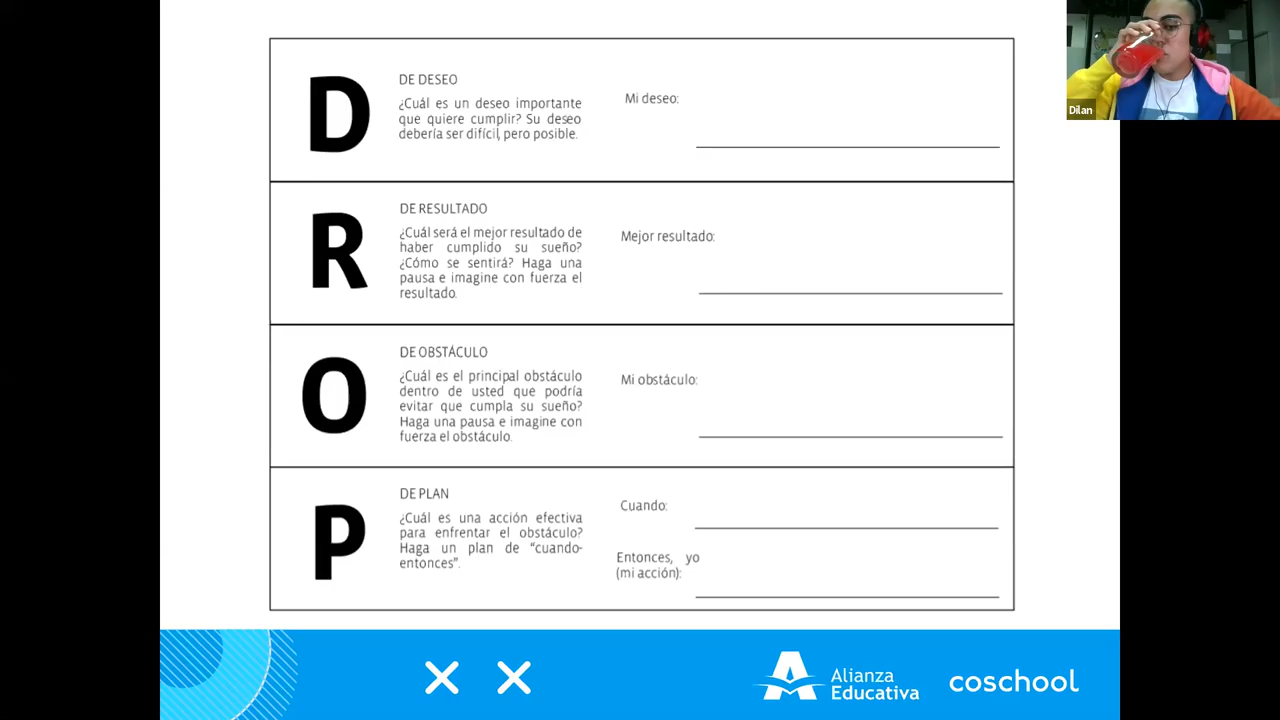 D
DE DESEO
¿Cuál es un deseo importante
que quiere cumplir? Su deseo
debería ser difícil, pero posible.
Mi deseo:
R
DE RESULTADO
¿Cuál será el mejor resultado de
haber cumplido su sueño?
¿Cómo se sentirá? Haga una
pausa e imagine con fuerza el
resultado.
Mejor resultado:
O
DE OBSTÁCULO
¿Cuál es el principal obstáculo
dentro de usted que podría
evitar que cumpla su sueño?
Haga una pausa e imagine con
fuerza el obstáculo.
Mi obstáculo:
P
DE PLAN
¿Cuál es una acción efectiva
para enfrentar el obstáculo?
Haga un plan de “cuando-
entonces”.
Cuando:
Entonces, yo
(mi acción):
Alianza
Educativa
coschool
Dilan